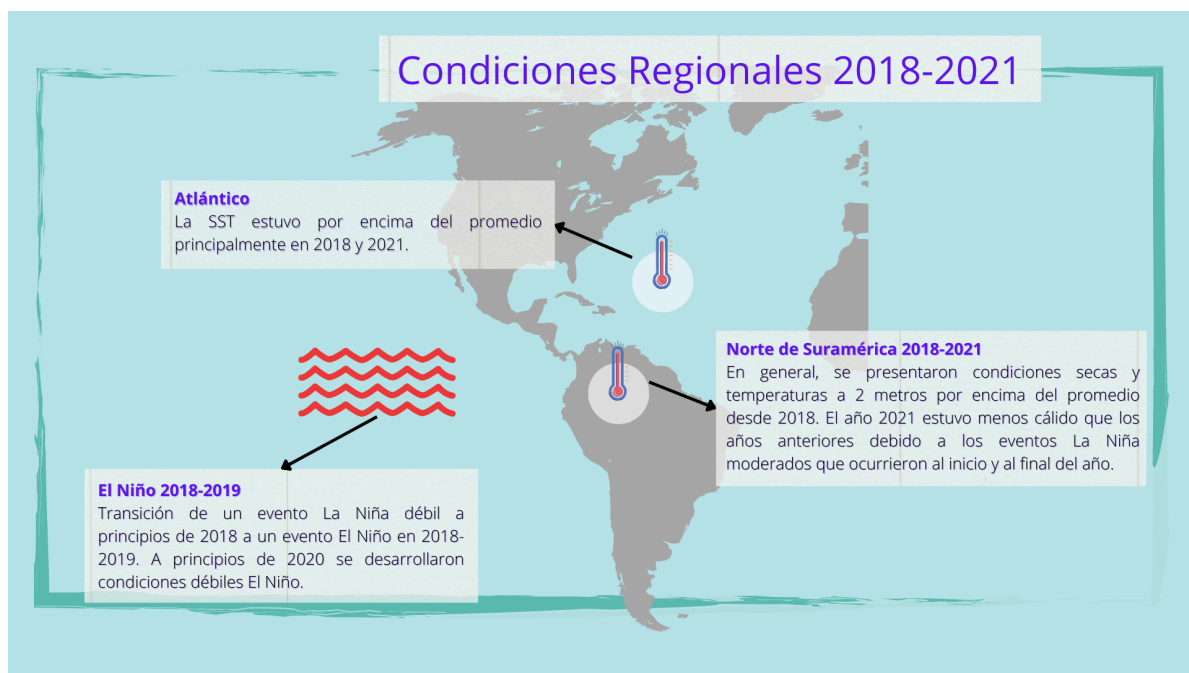 Condiciones Regionales 2018-2021
Atlántico
La SST estuvo por encima del promedio
principalmente en 2018 y 2021.
Norte de Suramérica 2018-2021
En general, se presentaron condiciones secas y
temperaturas a 2 metros por encima del promedio
desde 2018. El año 2021 estuvo menos cálido que los
años anteriores debido a los eventos La Niña
moderados que ocurrieron al inicio y al final del año.
El Niño 2018-2019
Transición de un evento La Niña débil a
principios de 2018 a un evento El Niño en 2018-
2019. A principios de 2020 se desarrollaron
condiciones débiles El Niño.